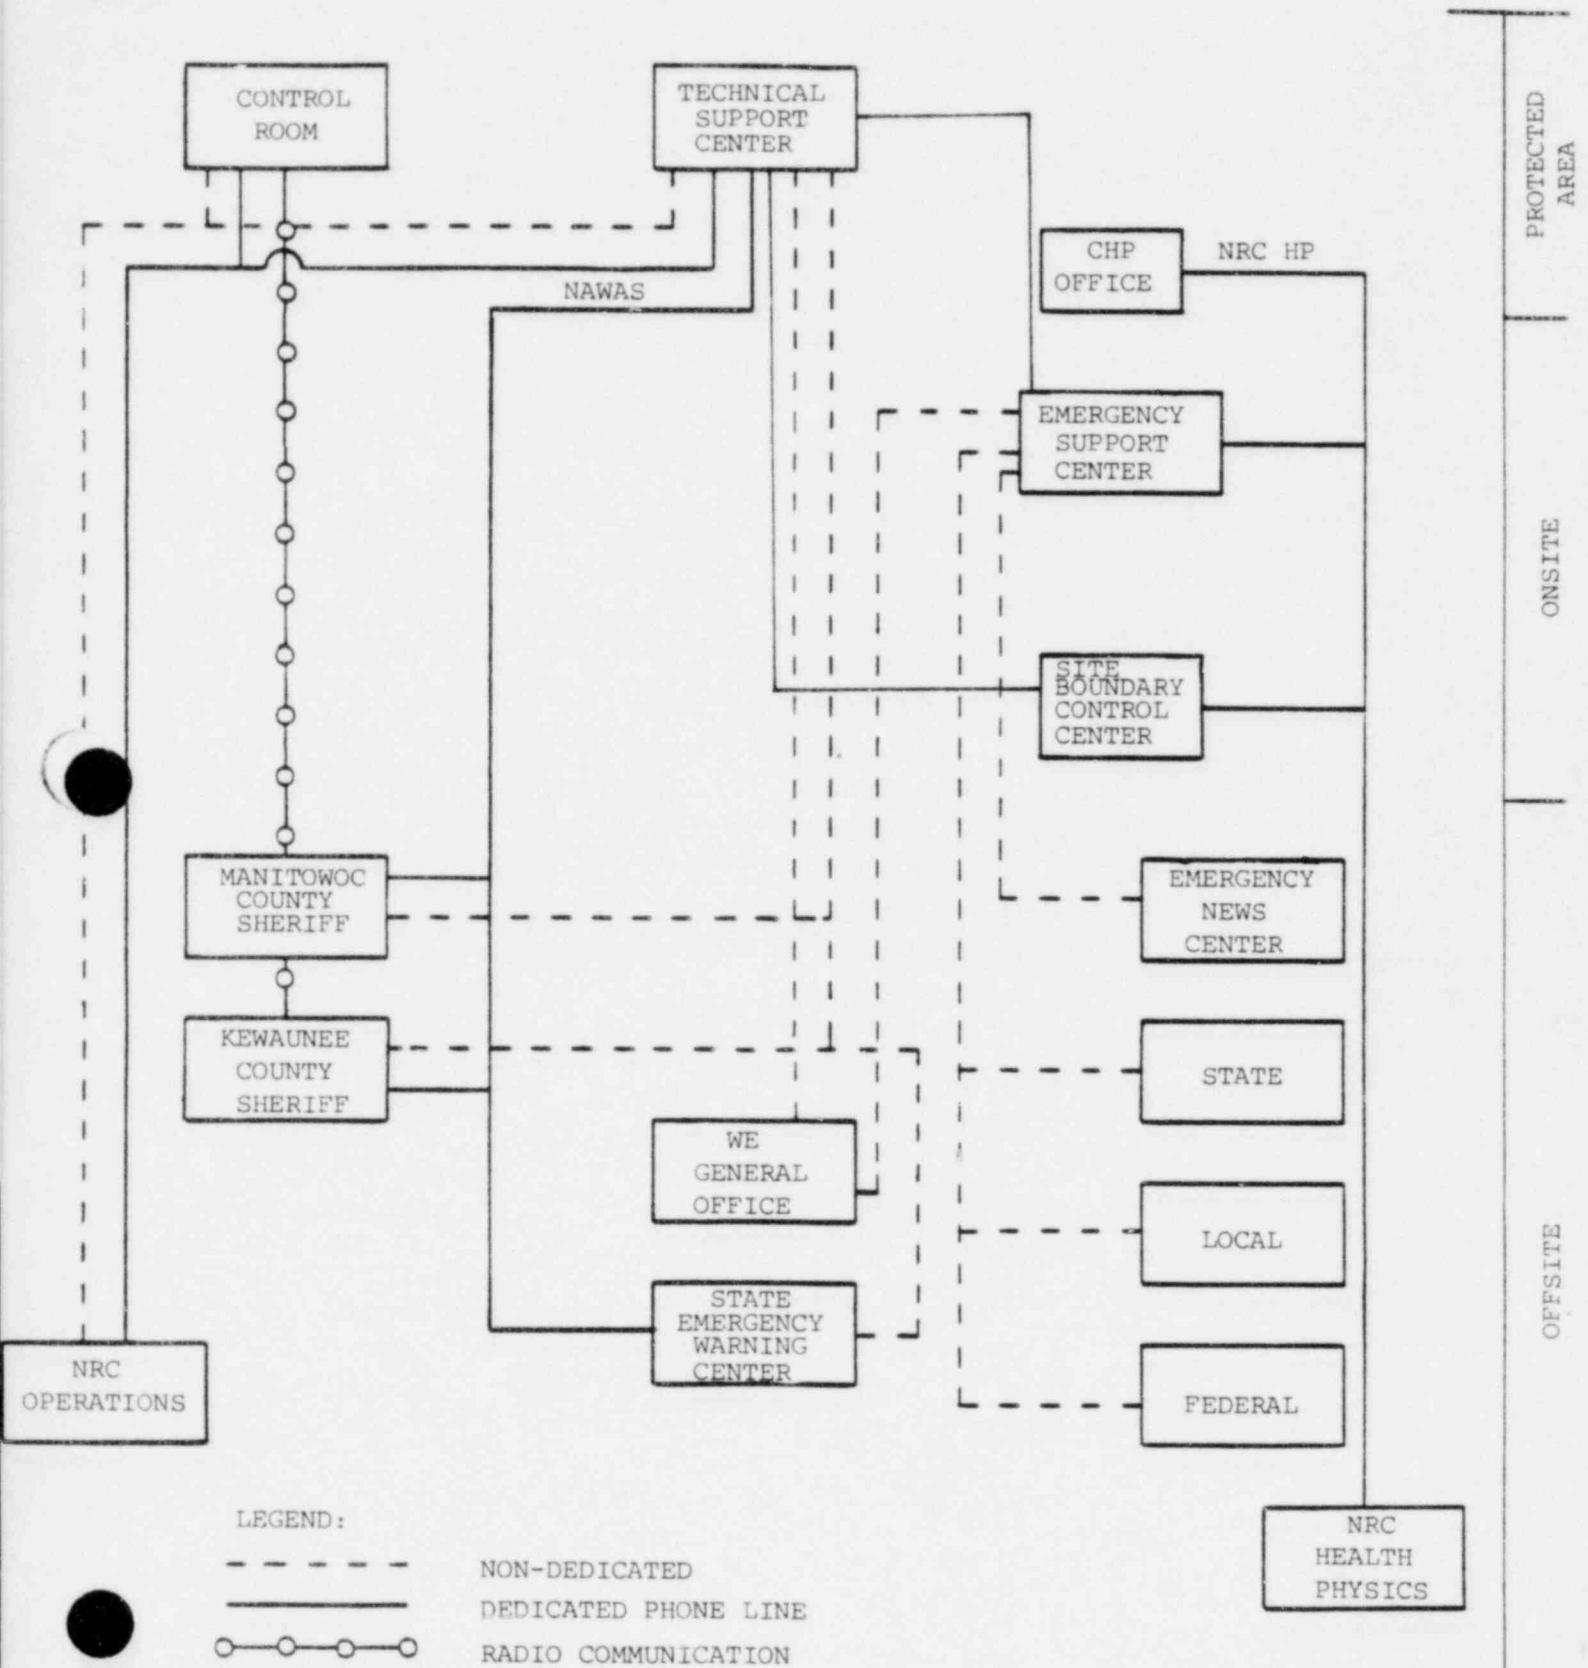 CONTROL
ROOM
TECHNICAL
SUPPORT
CENTER
PROTECTED
AREA
CHP
OFFICE
NRC HP
NAWAS
EMERGENCY
SUPPORT
CENTER
ONSITE
SITE
BOUNDARY
CONTROL
CENTER
MANITOWOC
COUNTY
SHERIFF
EMERGENCY
NEWS
CENTER
KEWAUNEE
COUNTY
SHERIFF
STATE
WE
GENERAL
OFFICE
LOCAL
OFFSITE
STATE
EMERGENCY
WARNING
CENTER
NRC
OPERATIONS
FEDERAL
NRC
HEALTH
PHYSICS
LEGEND:
NON-DEDICATED
DEDICATED PHONE LINE
RADIO COMMUNICATION